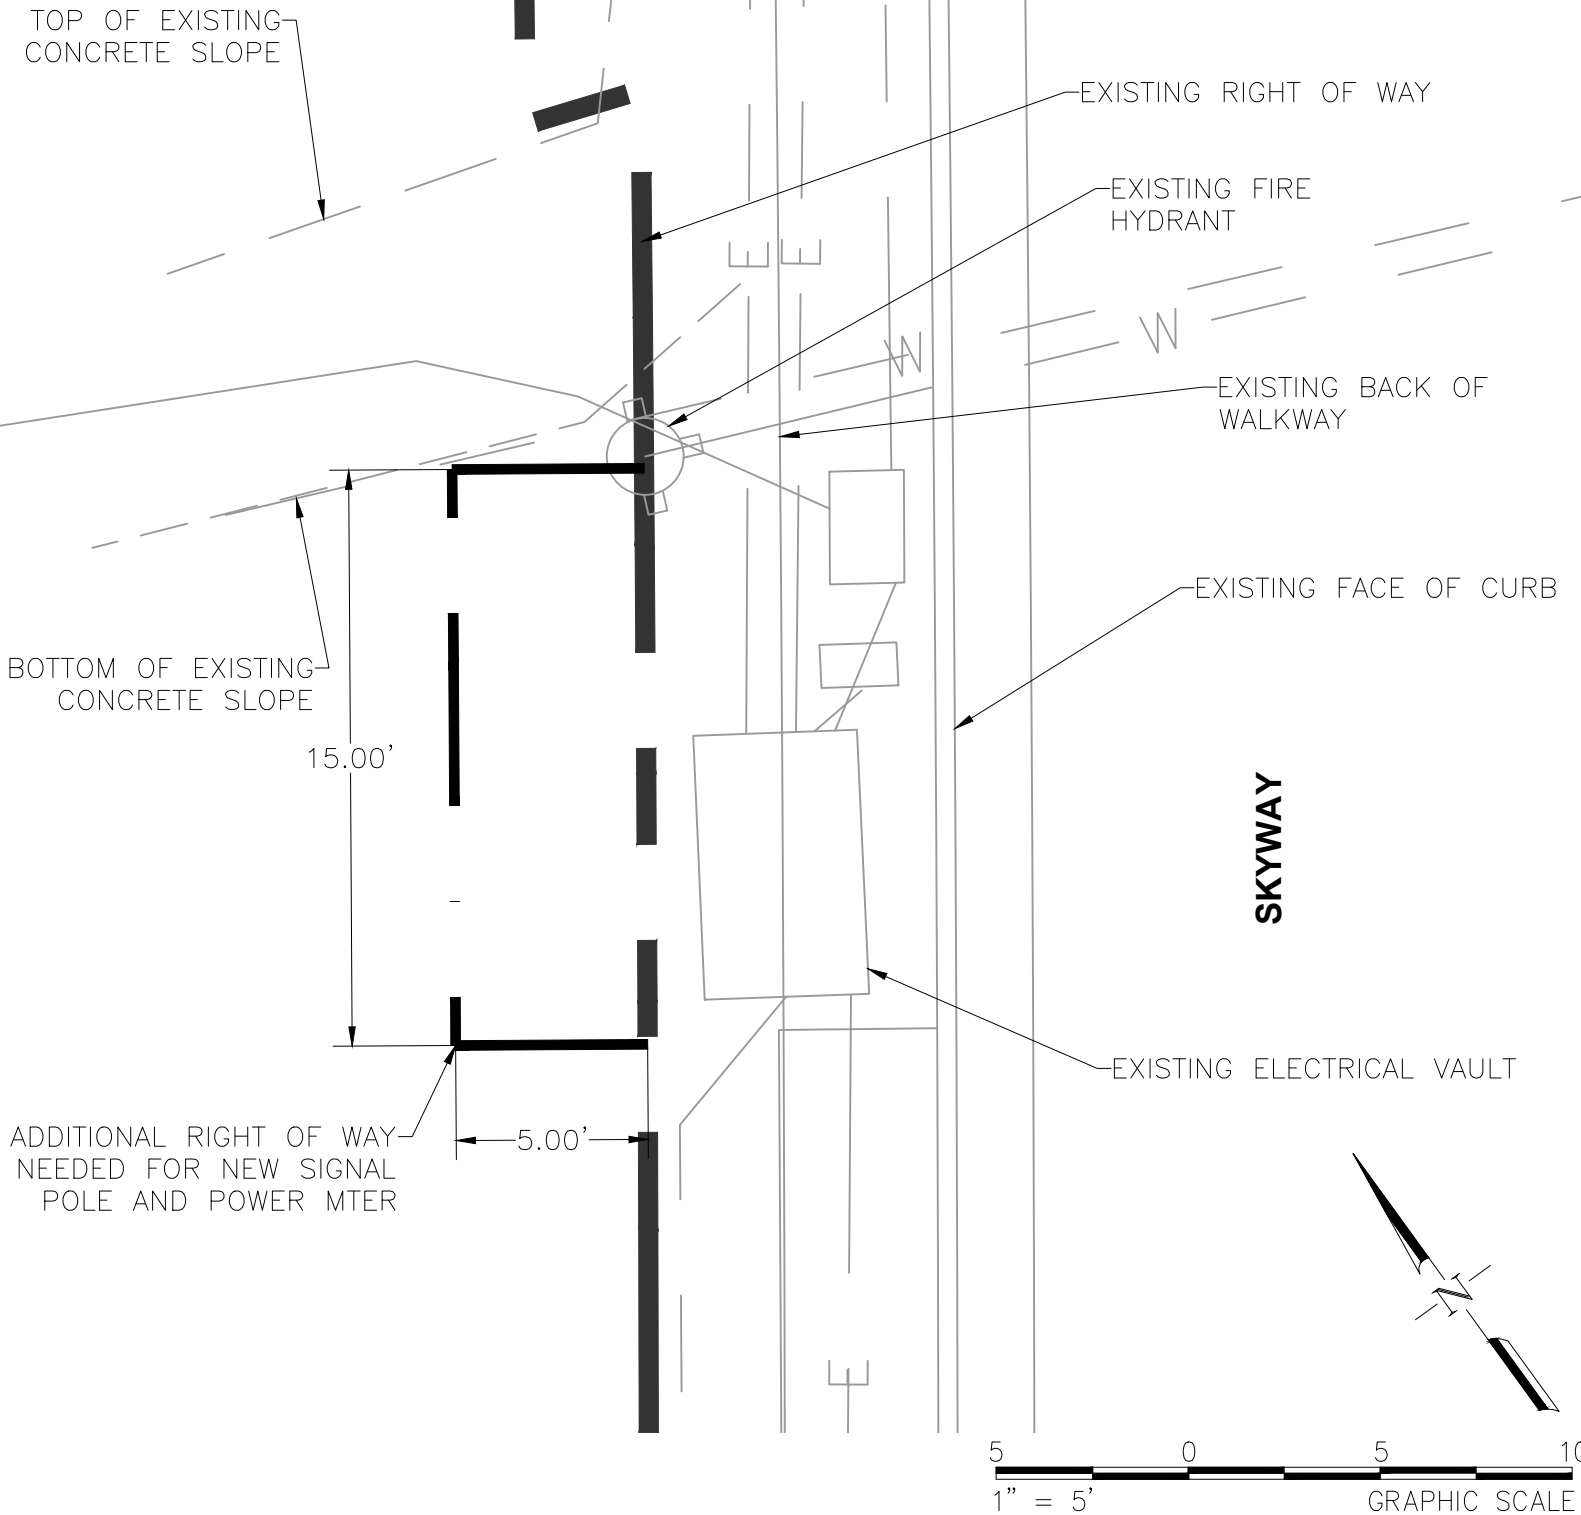 TOP OF EXISTING
CONCRETE SLOPE
EXISTING RIGHT OF WAY
EXISTING FIRE
HYDRANT
E
E
W
W
EXISTING BACK OF
WALKWAY
EXISTING FACE OF CURB
BOTTOM OF EXISTING
CONCRETE SLOPE
15.00'
SKYWAY
EXISTING ELECTRICAL VAULT
ADDITIONAL RIGHT OF WAY
NEEDED FOR NEW SIGNAL
POLE AND POWER MTER
5.00'
N
E
5 0 5 10
1" = 5' GRAPHIC SCALE